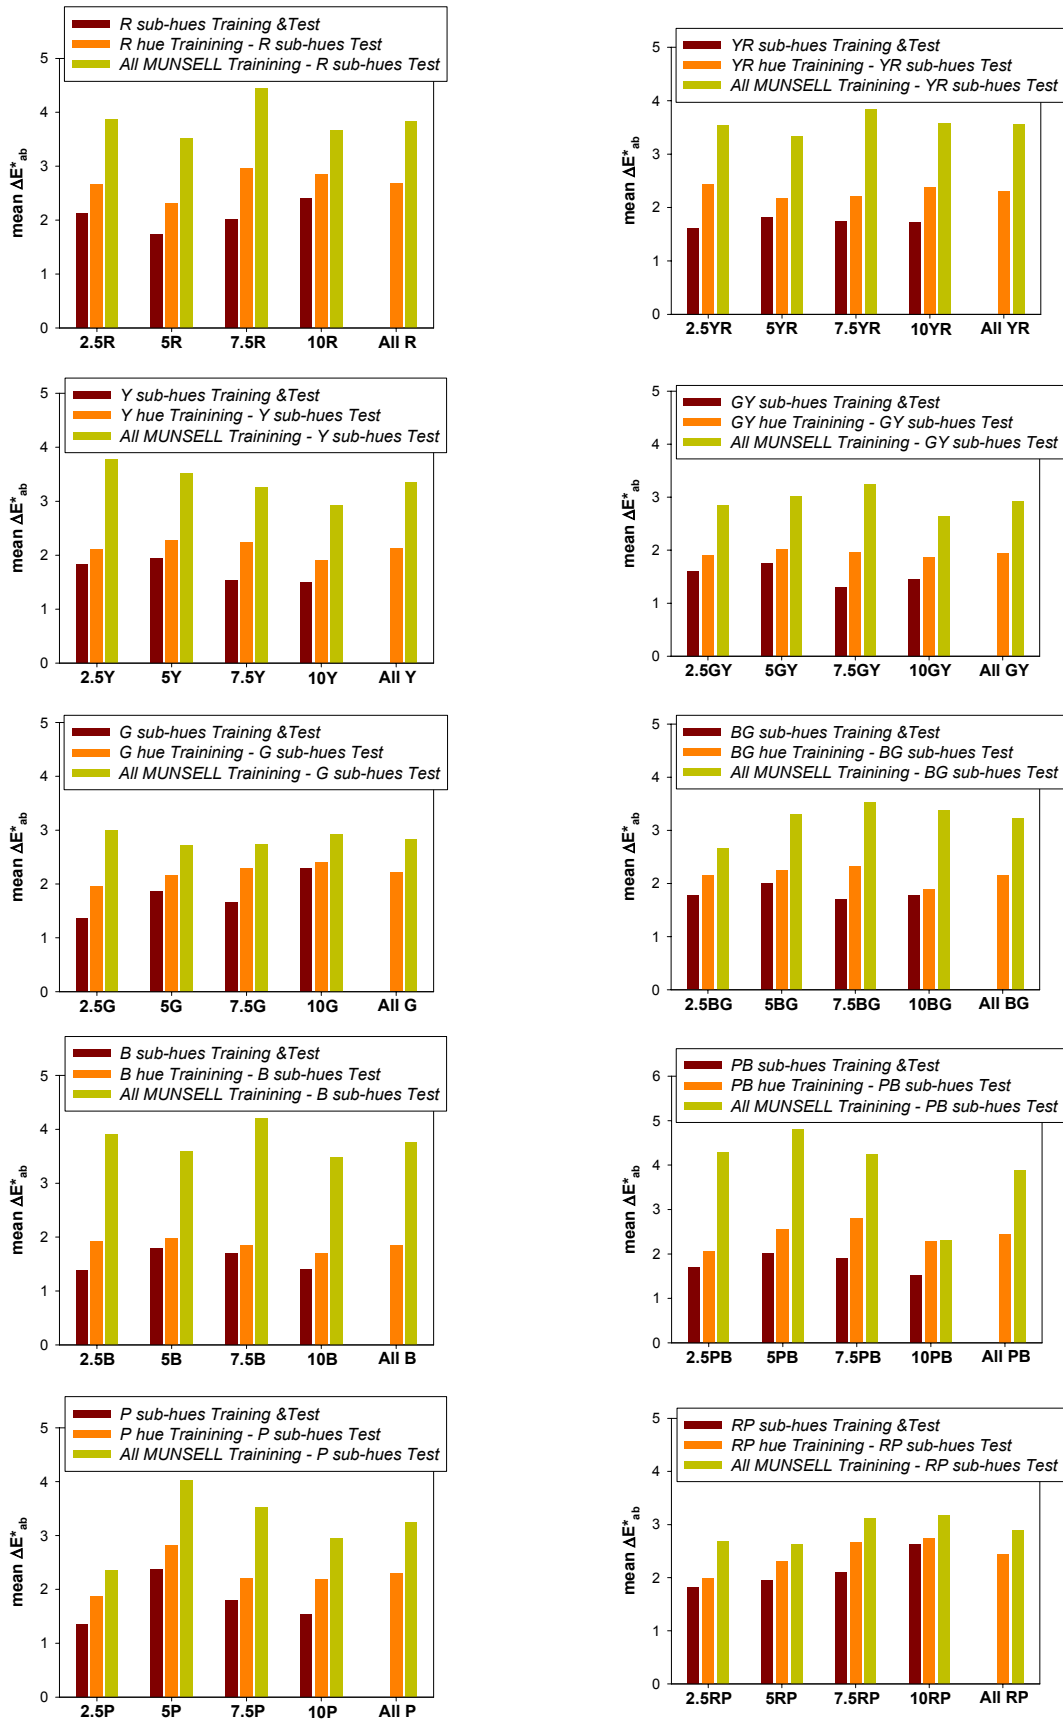 R sub-hues Training &Test
R hue Trainining - R sub-hues Test
All MUNSELL Trainining - R sub-hues Test
mean ΔE*ab
5
4
3
2
1
0
2.5R 5R 7.5R 10R All R
YR sub-hues Training &Test
YR hue Trainining - YR sub-hues Test
All MUNSELL Trainining - YR sub-hues Test
mean ΔE*ab
5
4
3
2
1
0
2.5YR 5YR 7.5YR 10YR All YR
Y sub-hues Training &Test
Y hue Trainining - Y sub-hues Test
All MUNSELL Trainining - Y sub-hues Test
mean ΔE*ab
5
4
3
2
1
0
2.5Y 5Y 7.5Y 10Y All Y
GY sub-hues Training &Test
GY hue Trainining - GY sub-hues Test
All MUNSELL Trainining - GY sub-hues Test
mean ΔE*ab
5
4
3
2
1
0
2.5GY 5GY 7.5GY 10GY All GY
G sub-hues Training &Test
G hue Trainining - G sub-hues Test
All MUNSELL Trainining - G sub-hues Test
mean ΔE*ab
5
4
3
2
1
0
2.5G 5G 7.5G 10G All G
BG sub-hues Training &Test
BG hue Trainining - BG sub-hues Test
All MUNSELL Trainining - BG sub-hues Test
mean ΔE*ab
5
4
3
2
1
0
2.5BG 5BG 7.5BG 10BG All BG
B sub-hues Training &Test
B hue Trainining - B sub-hues Test
All MUNSELL Trainining - B sub-hues Test
mean ΔE*ab
5
4
3
2
1
0
2.5B 5B 7.5B 10B All B
PB sub-hues Training &Test
PB hue Trainining - PB sub-hues Test
All MUNSELL Trainining - PB sub-hues Test
mean ΔE*ab
6
5
4
3
2
1
0
2.5PB 5PB 7.5PB 10PB All PB
P sub-hues Training &Test
P hue Trainining - P sub-hues Test
All MUNSELL Trainining - P sub-hues Test
mean ΔE*ab
5
4
3
2
1
0
2.5P 5P 7.5P 10P All P
RP sub-hues Training &Test
RP hue Trainining - RP sub-hues Test
All MUNSELL Trainining - RP sub-hues Test
mean ΔE*ab
5
4
3
2
1
0
2.5RP 5RP 7.5RP 10RP All RP